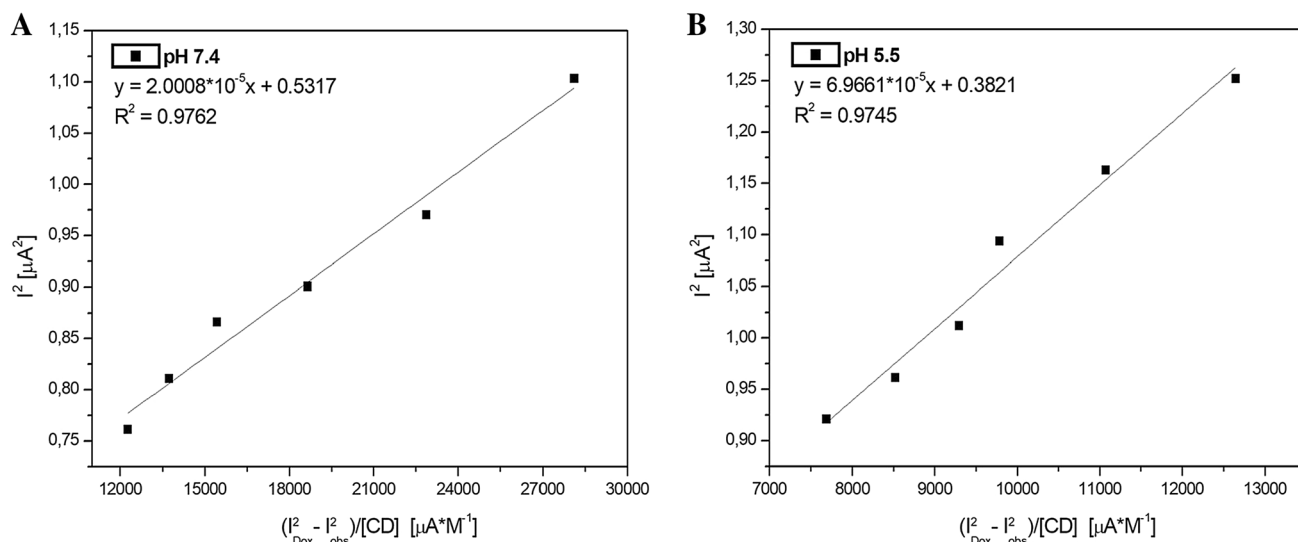 A
pH 7.4
y = 2.0008*10⁻⁵x + 0.5317
R² = 0.9762
1,15
1,10
1,05
1,00
0,95
0,90
0,85
0,80
0,75
I² [µA²]
12000 15000 18000 21000 24000 27000 30000
(I²Dox - I²obs)/[CD] [µA*M⁻¹]
B
pH 5.5
y = 6.9661*10⁻⁵x + 0.3821
R² = 0.9745
1,30
1,25
1,20
1,15
1,10
1,05
1,00
0,95
0,90
I² [µA²]
7000 8000 9000 10000 11000 12000 13000
(I²Dox - I²obs)/[CD] [µA*M⁻¹]